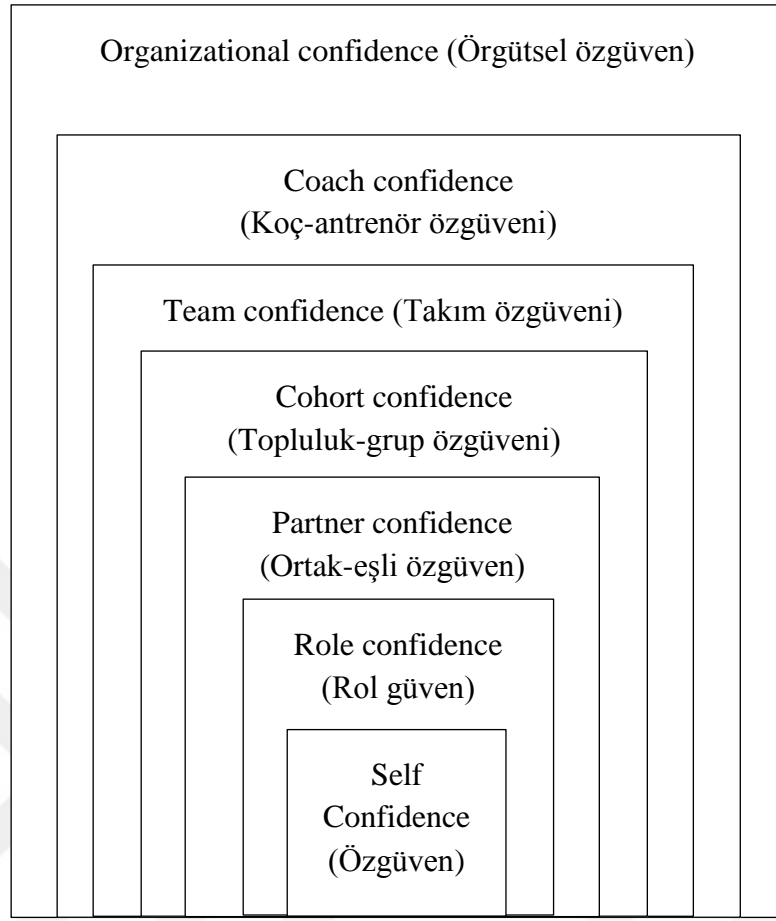 Organizational confidence (Örgütsel özgüven)
Coach confidence
(Koç-antrenör özgüveni)
Team confidence (Takım özgüveni)
Cohort confidence
(Topluluk-grup özgüveni)
Partner confidence
(Ortak-eşli özgüven)
Role confidence
(Rol güven)
Self
Confidence
(Özgüven)